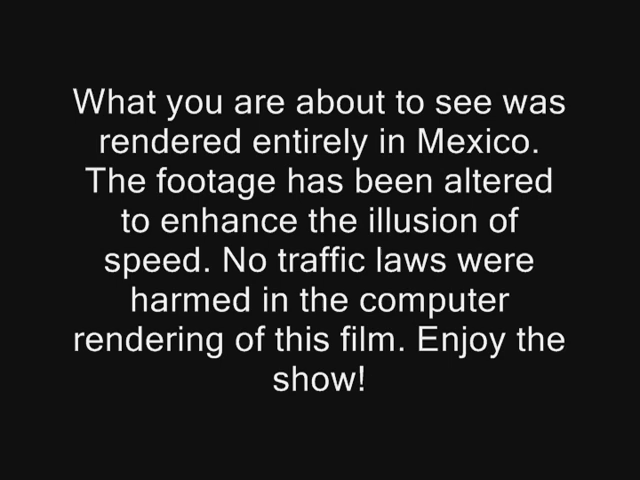 What you are about to see was
rendered entirely in Mexico.
The footage has been altered
to enhance the illusion of
speed. No traffic laws were
harmed in the computer
rendering of this film. Enjoy the
show!